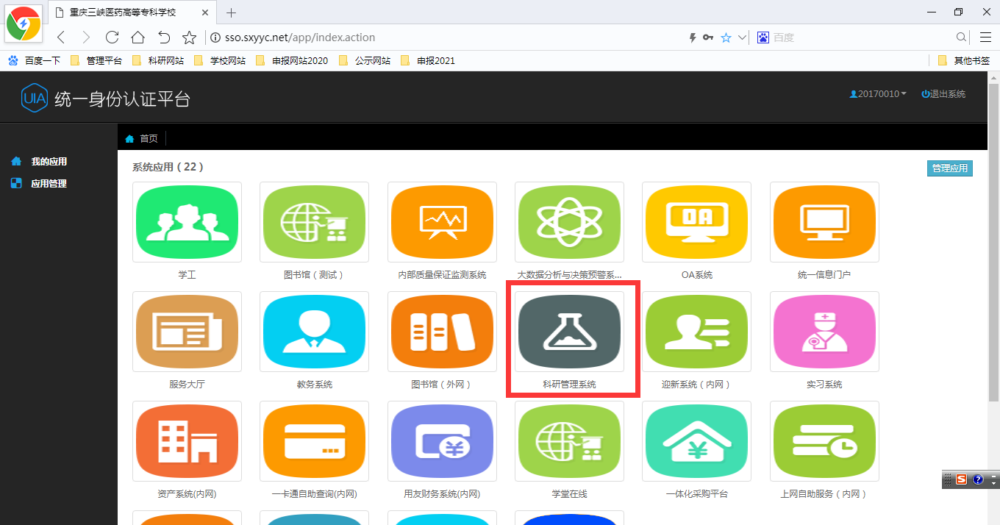 重庆三峡医药高等专科学校
sso.sxyyc.net/app/index.action
百度
百度一下 管理平台 科研网站 学校网站 申报网站2020 公示网站 申报2021 其他书签
UIA 统一身份认证平台
20170010 退出系统
首页
我的应用
应用管理
系统应用（22）
管理应用
OA
学工 图书馆（测试） 内部质量保证监测系统 大数据分析与决策预警系... OA系统 统一信息门户
服务大厅 教务系统 图书馆（外网） 科研管理系统 迎新系统（内网） 实习系统
¥ ¥
资产系统(内网) 一卡通自助查询(内网) 用友财务系统(内网) 学堂在线 一体化采购平台 上网自助服务（内网）
S ?